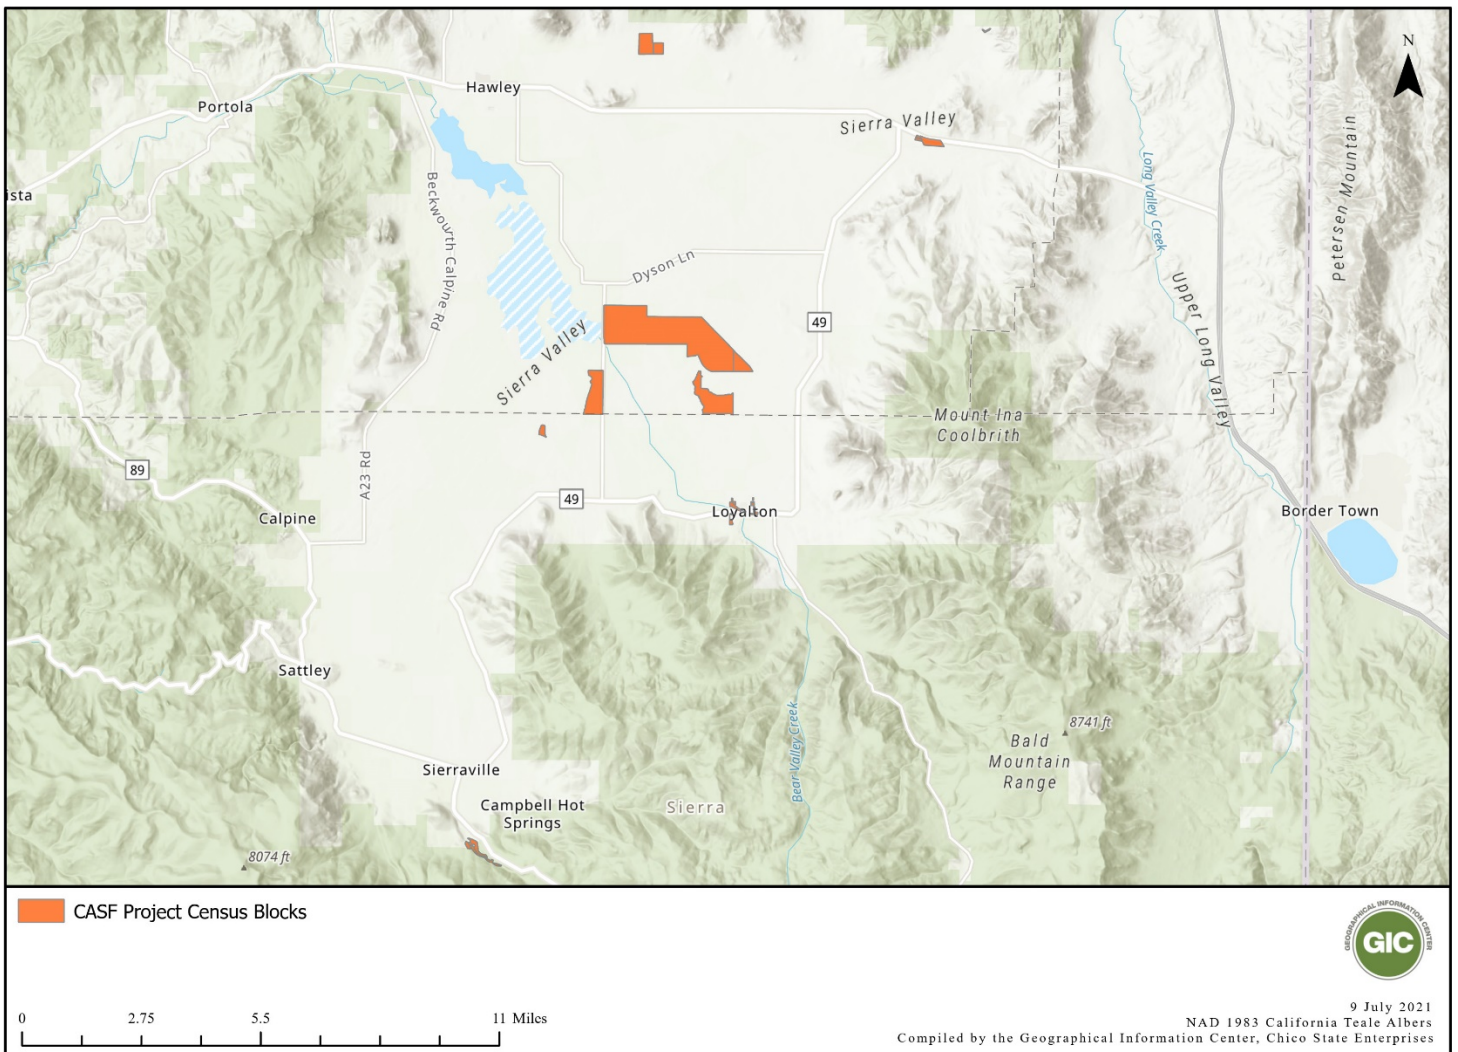 N
Hawley
Portola
Sierra Valley
ista
Beckwourth Calpine Rd
Long Valley Creek
Petersen Mountain
Dyson Ln
Upper Long Valley
49
Sierra Valley
Mount Ina
Coolbrith
89
A23 Rd
49
Calpine
Loyalton
Border Town
Sattley
8741 ft
Bald
Mountain
Range
Bear Valley Creek
Sierraville
Campbell Hot
Springs
Sierra
8074 ft
CASF Project Census Blocks
GEOGRAPHICAL INFORMATION CENTER
GIC
0 2.75 5.5 11 Miles
9 July 2021
NAD 1983 California Teale Albers
Compiled by the Geographical Information Center, Chico State Enterprises